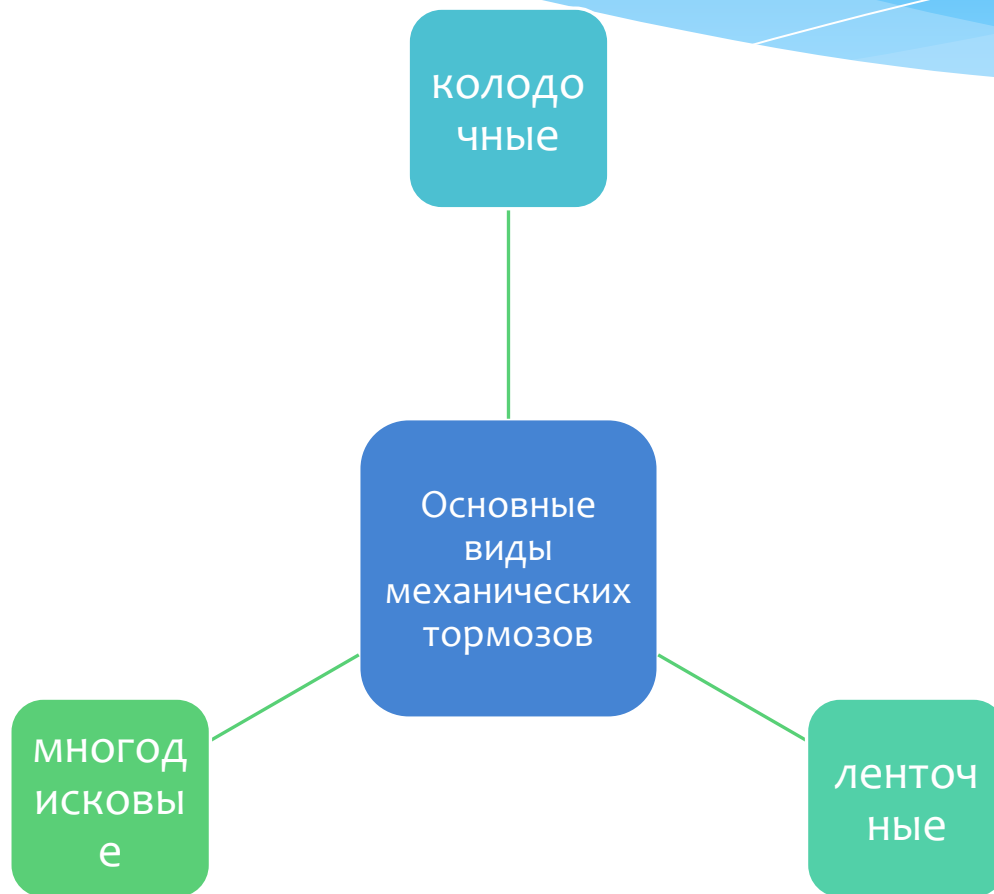 колодо
чные
Основные
виды
механических
тормозов
многод
исковы
е
ленточ
ные